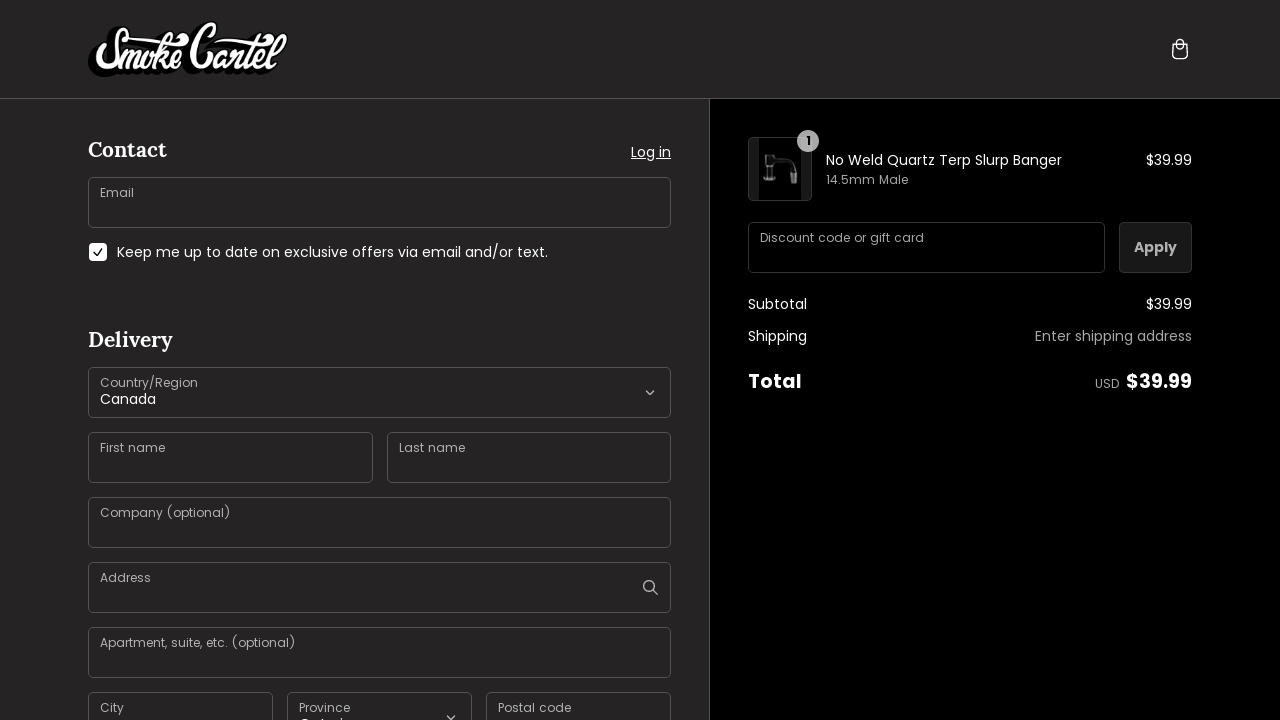 Smoke Cartel
Contact
Log in
Email
Keep me up to date on exclusive offers via email and/or text.
Delivery
Country/Region
Canada
First name
Last name
Company (optional)
Address
Apartment, suite, etc. (optional)
City
Province
Postal code
1
No Weld Quartz Terp Slurp Banger
$39.99
14.5mm Male
Discount code or gift card
Apply
Subtotal
$39.99
Shipping
Enter shipping address
Total
USD $39.99